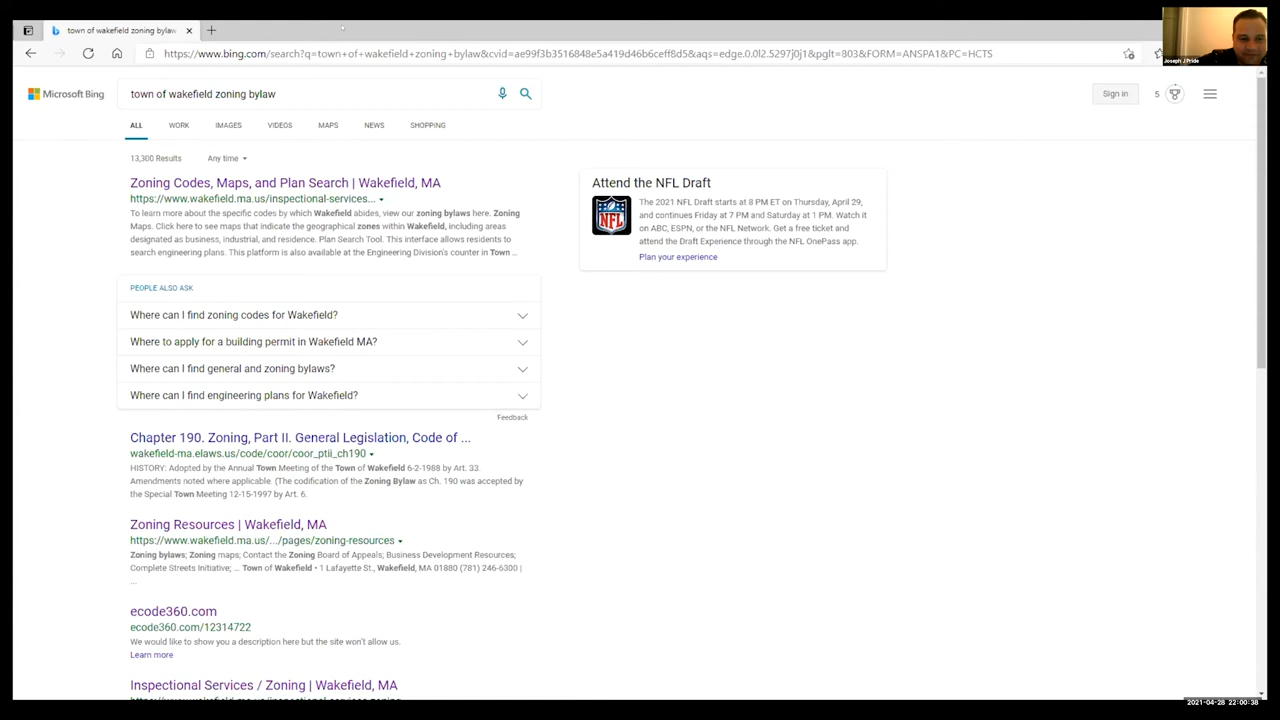 town of wakefield zoning bylaw
https://www.bing.com/search?q=town+of+wakefield+zoning+bylaw&cvid=ae99f3b3516848e5a419d46b6ceff8d5&aqs=edge.0.0l2.5297j0j1&pglt=803&FORM=ANSPA1&PC=HCTS
Joseph J Pride
Microsoft Bing
town of wakefield zoning bylaw
Sign in
5
ALL WORK IMAGES VIDEOS MAPS NEWS SHOPPING
13,300 Results Any time
Zoning Codes, Maps, and Plan Search | Wakefield, MA
https://www.wakefield.ma.us/inspectional-services...
To learn more about the specific codes by which Wakefield abides, view our zoning bylaws here. Zoning
Maps. Click here to see maps that indicate the geographical zones within Wakefield, including areas
designated as business, industrial, and residence. Plan Search Tool. This interface allows residents to
search engineering plans. This platform is also available at the Engineering Division's counter in Town ...
PEOPLE ALSO ASK
Where can I find zoning codes for Wakefield?
Where to apply for a building permit in Wakefield MA?
Where can I find general and zoning bylaws?
Where can I find engineering plans for Wakefield?
Feedback
Chapter 190. Zoning, Part II. General Legislation, Code of ...
wakefield-ma.elaws.us/code/coor/coor_ptii_ch190
HISTORY: Adopted by the Annual Town Meeting of the Town of Wakefield 6-2-1988 by Art. 33.
Amendments noted where applicable. (The codification of the Zoning Bylaw as Ch. 190 was accepted by
the Special Town Meeting 12-15-1997 by Art. 6.
Zoning Resources | Wakefield, MA
https://www.wakefield.ma.us/.../pages/zoning-resources
Zoning bylaws; Zoning maps; Contact the Zoning Board of Appeals; Business Development Resources;
Complete Streets Initiative; ... Town of Wakefield • 1 Lafayette St., Wakefield, MA 01880 (781) 246-6300 |
...
ecode360.com
ecode360.com/12314722
We would like to show you a description here but the site won't allow us.
Learn more
Inspectional Services / Zoning | Wakefield, MA
Attend the NFL Draft
NFL
The 2021 NFL Draft starts at 8 PM ET on Thursday, April 29,
and continues Friday at 7 PM and Saturday at 1 PM. Watch it
on ABC, ESPN, or the NFL Network. Get a free ticket and
attend the Draft Experience through the NFL OnePass app.
Plan your experience
2021-04-28 22:00:38